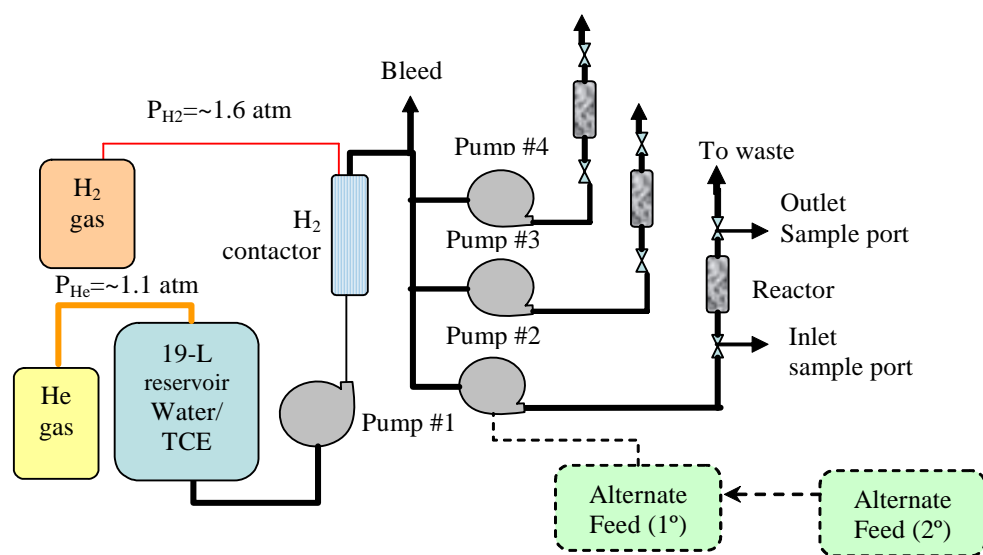 Bleed
P_H2=~1.6 atm
H2
gas
H2
contactor
P_He=~1.1 atm
He
gas
19-L
reservoir
Water/
TCE
Pump #1
Pump #4
Pump #3
Pump #2
To waste
Outlet
Sample port
Reactor
Inlet
sample port
Alternate
Feed (1º)
Alternate
Feed (2º)